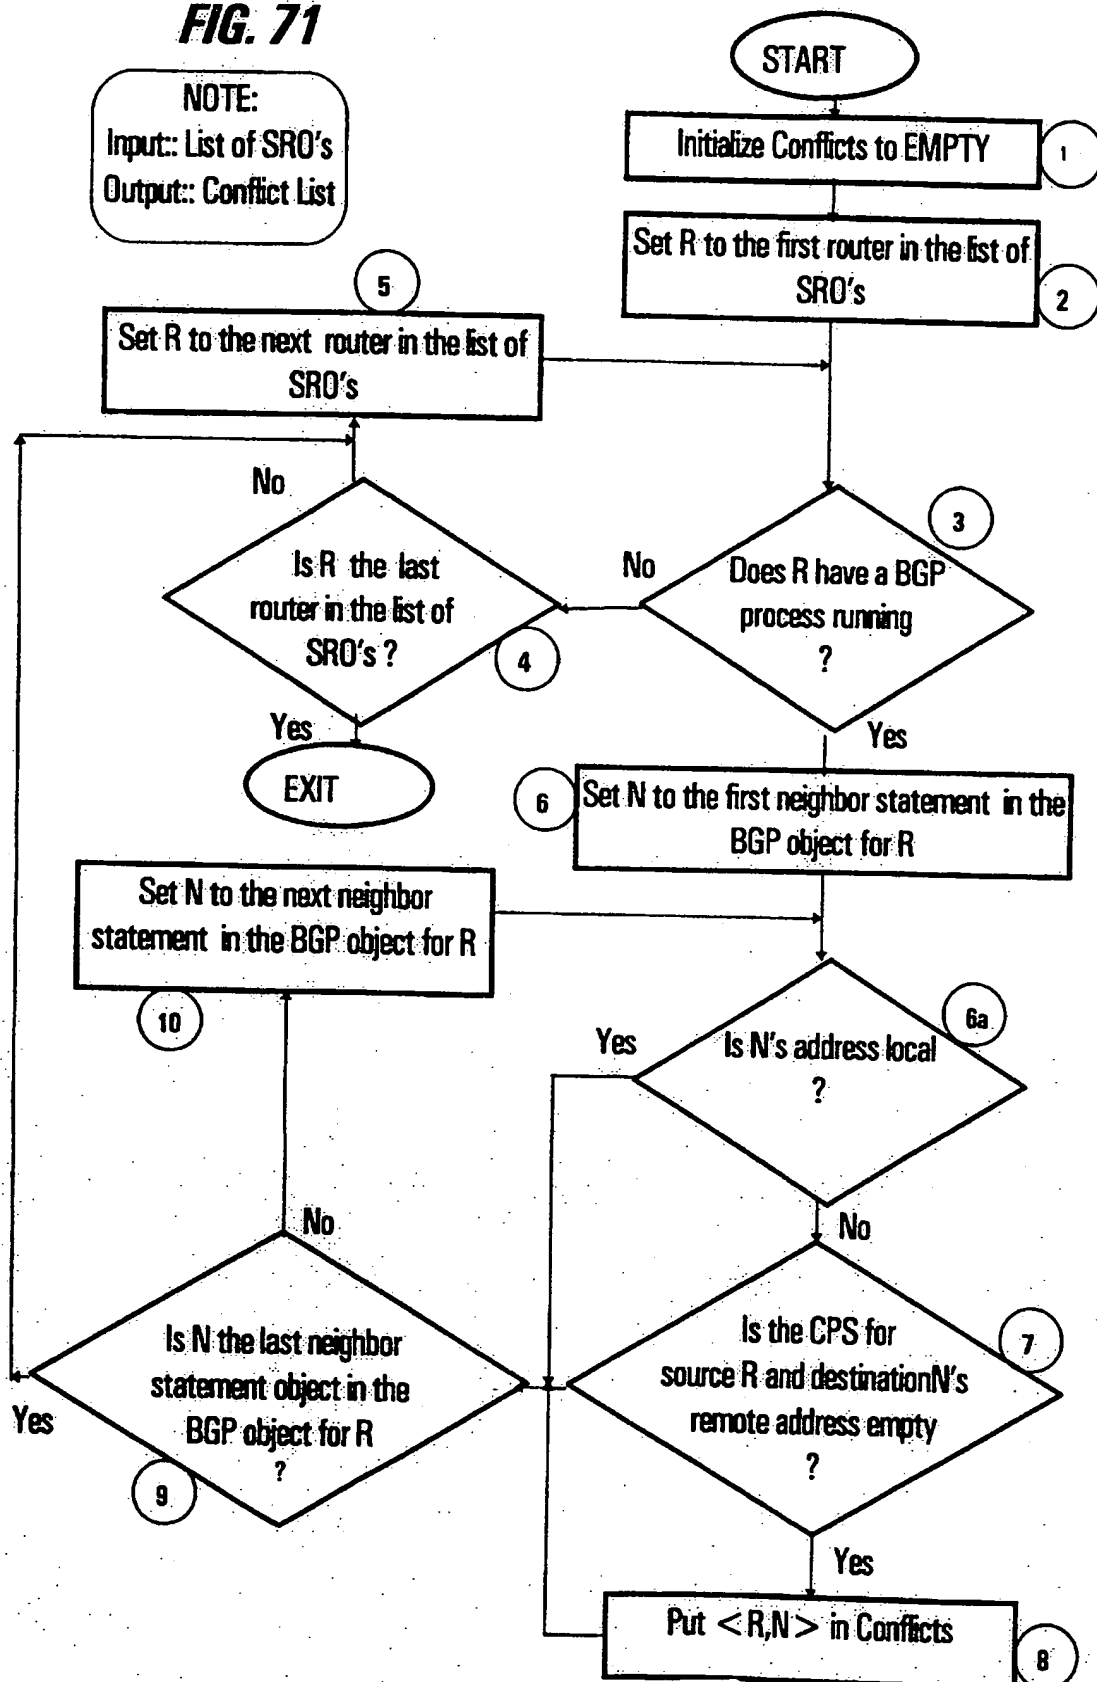 FIG. 71
START
NOTE:
Input:: List of SRO's
Output:: Conflict List
Initialize Conflicts to EMPTY
1
Set R to the first router in the list of
SRO's
2
5
Set R to the next router in the list of
SRO's
No
3
Does R have a BGP
process running
?
No
Is R the last
router in the list of
SRO's ?
4
Yes
Yes
EXIT
6
Set N to the first neighbor statement in the
BGP object for R
Set N to the next neighbor
statement in the BGP object for R
10
6a
Yes
Is N's address local
?
No
No
7
Is the CPS for
source R and destinationN's
remote address empty
?
Is N the last neighbor
statement object in the
BGP object for R
?
Yes
9
Yes
Put <R,N> in Conflicts
8